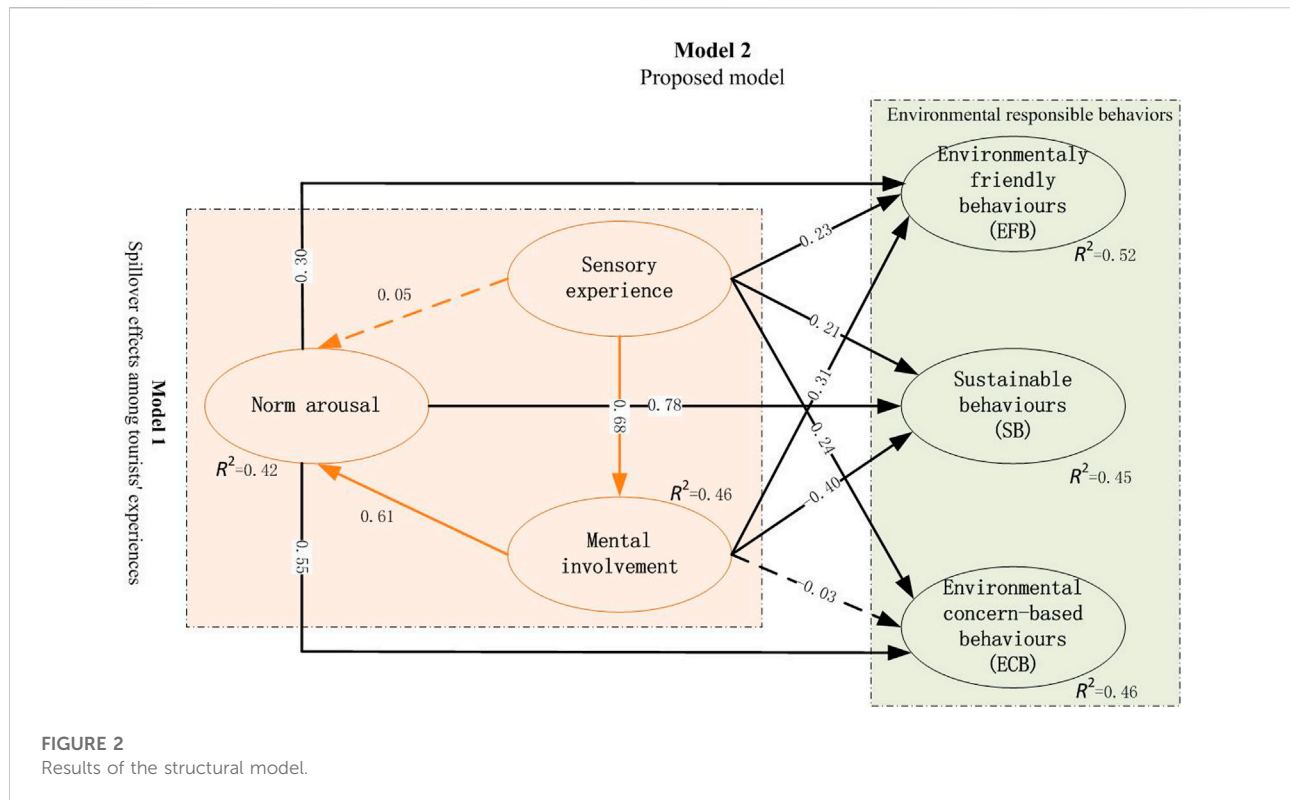 Model 2
Proposed model
Environmental responsible behaviors
Environmentaly
friendly
behaviours
(EFB)
R²=0.52
Sensory
experience
0.05
0.30
0.23
0.21
0.31
0.24
Spillover effects among tourists' experiences
Model 1
Norm arousal
R²=0.42
0.68
0.78
Sustainable
behaviours
(SB)
R²=0.45
R²=0.46
-0.40
0.61
Mental
involvement
0.55
-0.03
Environmental
concern-based
behaviours
(ECB)
R²=0.46
FIGURE 2
Results of the structural model.